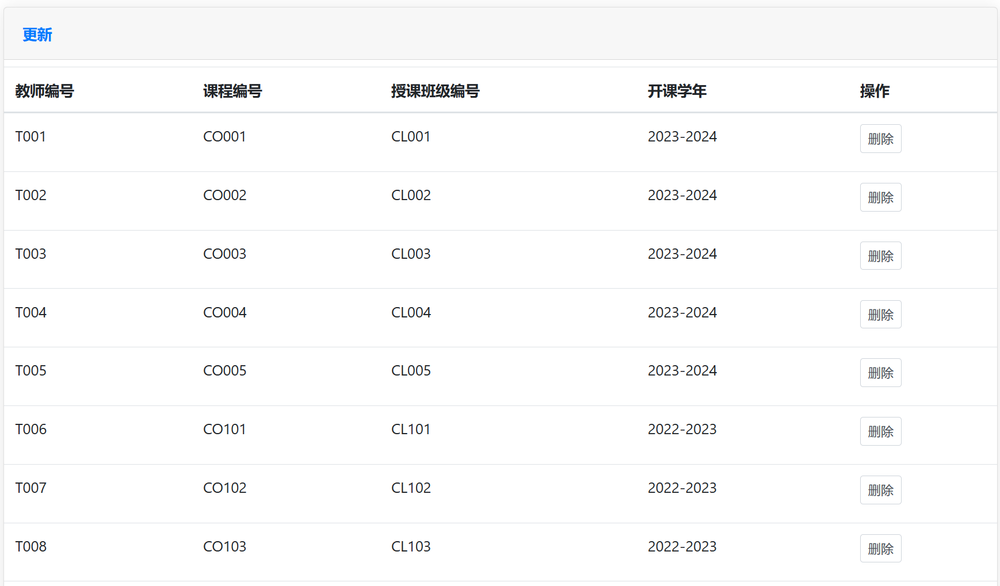 更新
教师编号 课程编号 授课班级编号 开课学年 操作
T001 CO001 CL001 2023-2024 删除
T002 CO002 CL002 2023-2024 删除
T003 CO003 CL003 2023-2024 删除
T004 CO004 CL004 2023-2024 删除
T005 CO005 CL005 2023-2024 删除
T006 CO101 CL101 2022-2023 删除
T007 CO102 CL102 2022-2023 删除
T008 CO103 CL103 2022-2023 删除